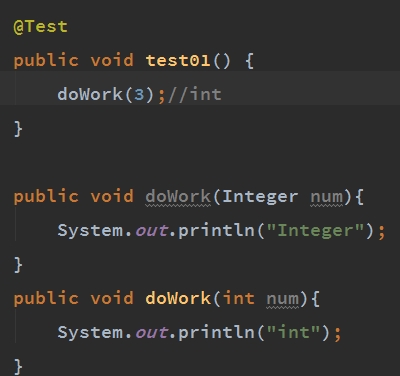 @Test
public void test01() {
doWork(3);//int
}
public void doWork(Integer num){
System.out.println("Integer");
}
public void doWork(int num){
System.out.println("int");
}